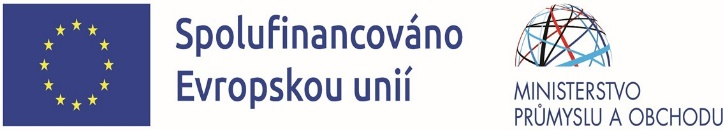 Spolufinancováno
Evropskou unií
MINISTERSTVO
PRŮMYSLU A OBCHODU